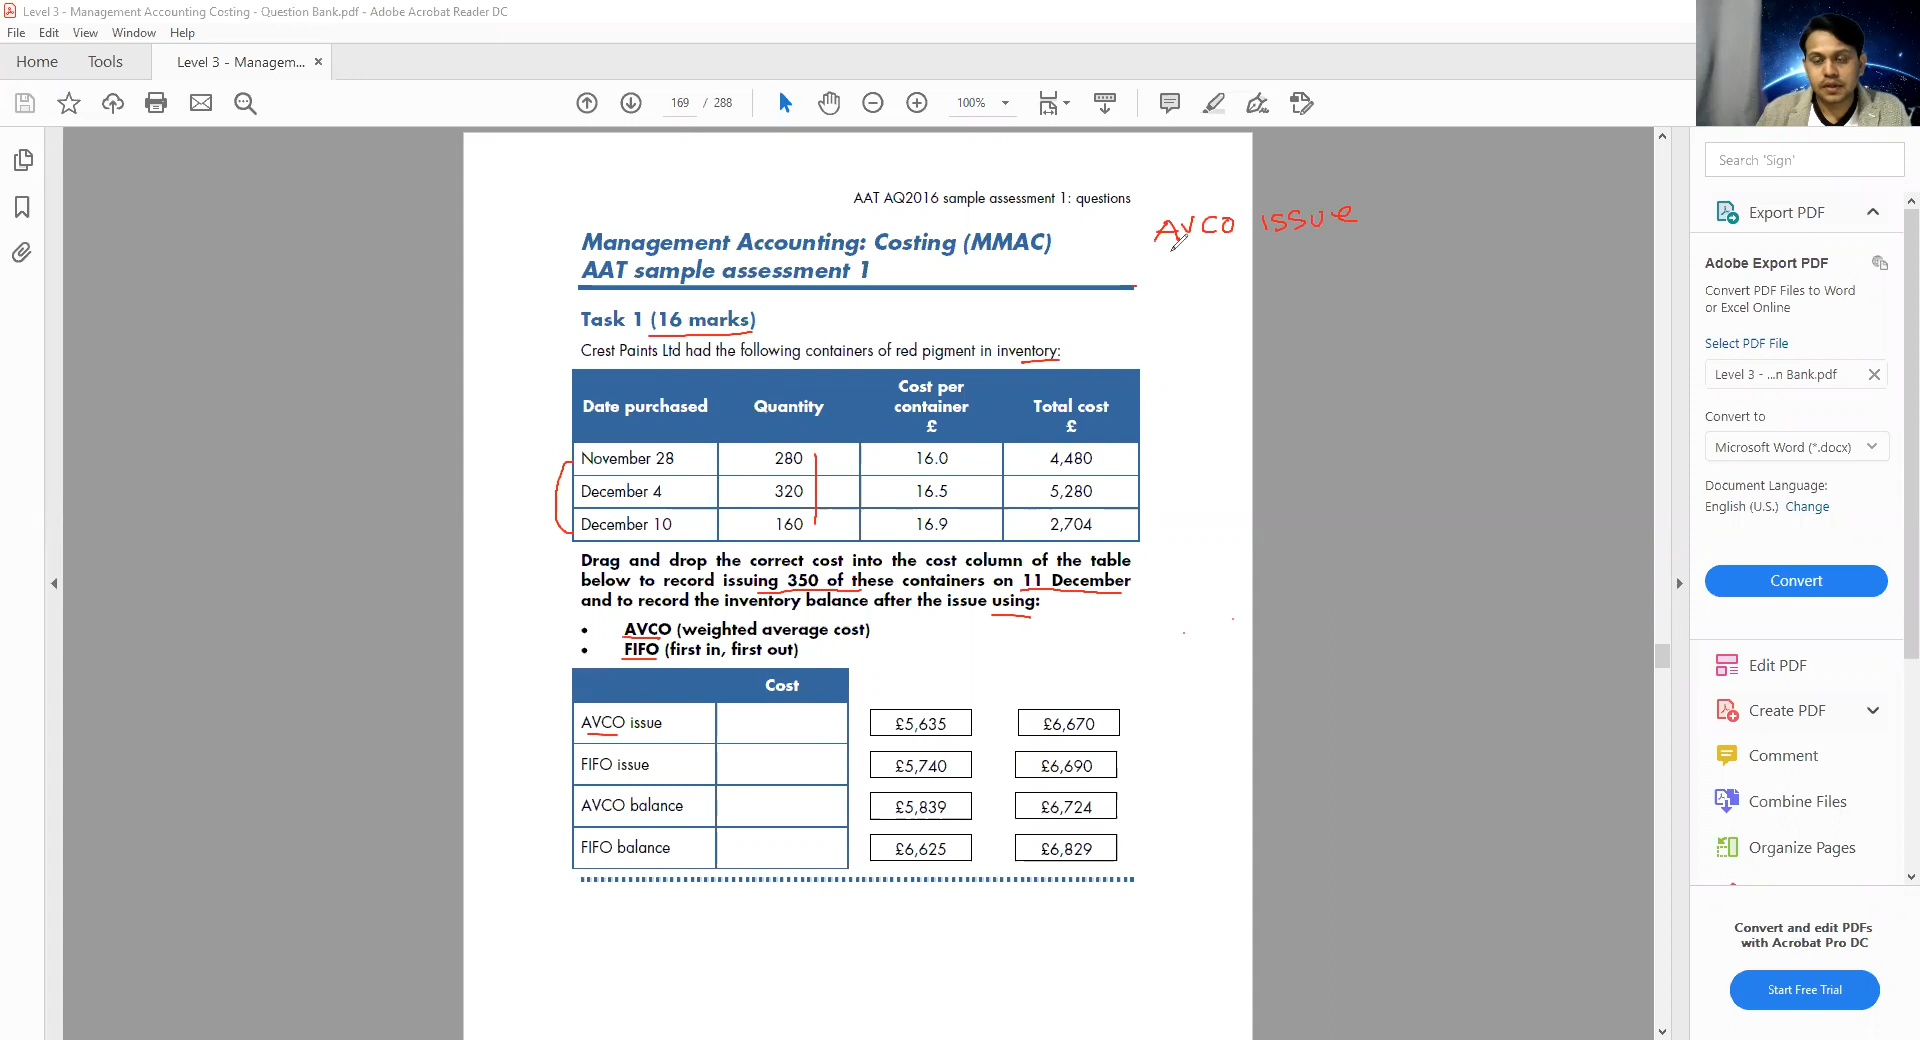 Level 3 - Management Accounting Costing - Question Bank.pdf - Adobe Acrobat Reader DC
File Edit View Window Help
Home Tools Level 3 - Managem... ×
169 / 288 100%
Search 'Sign'
AAT AQ2016 sample assessment 1: questions
AVCO issue
Management Accounting: Costing (MMAC)
AAT sample assessment 1
Task 1 (16 marks)
Crest Paints Ltd had the following containers of red pigment in inventory:
Date purchased Quantity Cost per container £ Total cost £
November 28 280 16.0 4,480
December 4 320 16.5 5,280
December 10 160 16.9 2,704
Drag and drop the correct cost into the cost column of the table
below to record issuing 350 of these containers on 11 December
and to record the inventory balance after the issue using:
• AVCO (weighted average cost)
• FIFO (first in, first out)
Cost
AVCO issue £5,635 £6,670
FIFO issue £5,740 £6,690
AVCO balance £5,839 £6,724
FIFO balance £6,625 £6,829
Export PDF
Adobe Export PDF
Convert PDF Files to Word
or Excel Online
Select PDF File
Level 3 - ...n Bank.pdf
Convert to
Microsoft Word (*.docx)
Document Language:
English (U.S.) Change
Convert
Edit PDF
Create PDF
Comment
Combine Files
Organize Pages
Convert and edit PDFs
with Acrobat Pro DC
Start Free Trial